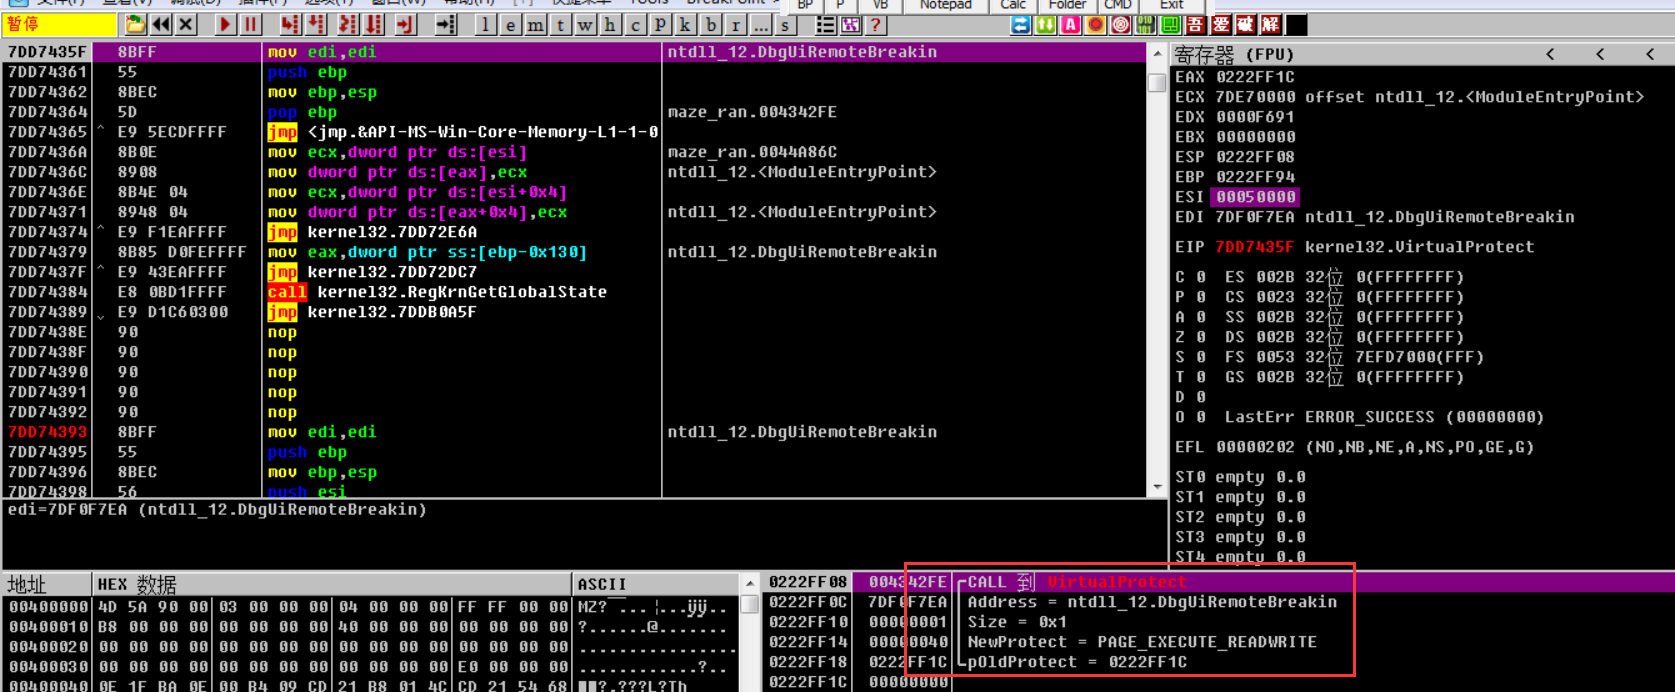 BP P VB Notepad Calc Folder CMD Exit
暂停
l e m t w h c p k b r ... s
?
吾 爱 破 解
7DD7435F 8BFF mov edi,edi ntdll_12.DbgUiRemoteBreakin
7DD74361 55 push ebp
7DD74362 8BEC mov ebp,esp
7DD74364 5D pop ebp maze_ran.004342FE
7DD74365 ^ E9 5ECDFFFF jmp <jmp.&API-MS-Win-Core-Memory-L1-1-0
7DD7436A 8B0E mov ecx,dword ptr ds:[esi] maze_ran.0044A86C
7DD7436C 8908 mov dword ptr ds:[eax],ecx ntdll_12.<ModuleEntryPoint>
7DD7436E 8B4E 04 mov ecx,dword ptr ds:[esi+0x4]
7DD74371 8948 04 mov dword ptr ds:[eax+0x4],ecx ntdll_12.<ModuleEntryPoint>
7DD74374 ^ E9 F1EAFFFF jmp kernel32.7DD72E6A
7DD74379 8B85 D0FEFFFF mov eax,dword ptr ss:[ebp-0x130] ntdll_12.DbgUiRemoteBreakin
7DD7437F ^ E9 43EAFFFF jmp kernel32.7DD72DC7
7DD74384 E8 0BD1FFFF call kernel32.RegKrnGetGlobalState
7DD74389 E9 D1C60300 jmp kernel32.7DDB0A5F
7DD7438E 90 nop
7DD7438F 90 nop
7DD74390 90 nop
7DD74391 90 nop
7DD74392 90 nop
7DD74393 8BFF mov edi,edi ntdll_12.DbgUiRemoteBreakin
7DD74395 55 push ebp
7DD74396 8BEC mov ebp,esp
7DD74398 56 push esi
edi=7DF0F7EA (ntdll_12.DbgUiRemoteBreakin)
寄存器 (FPU) < < <
EAX 0222FF1C
ECX 7DE70000 offset ntdll_12.<ModuleEntryPoint>
EDX 0000F691
EBX 00000000
ESP 0222FF08
EBP 0222FF94
ESI 00050000
EDI 7DF0F7EA ntdll_12.DbgUiRemoteBreakin
EIP 7DD7435F kernel32.VirtualProtect
C 0 ES 002B 32位 0(FFFFFFFF)
P 0 CS 0023 32位 0(FFFFFFFF)
A 0 SS 002B 32位 0(FFFFFFFF)
Z 0 DS 002B 32位 0(FFFFFFFF)
S 0 FS 0053 32位 7EFD7000(FFF)
T 0 GS 002B 32位 0(FFFFFFFF)
D 0
O 0 LastErr ERROR_SUCCESS (00000000)
EFL 00000202 (NO,NB,NE,A,NS,PO,GE,G)
ST0 empty 0.0
ST1 empty 0.0
ST2 empty 0.0
ST3 empty 0.0
ST4 empty 0.0
地址 HEX 数据 ASCII
00400000 4D 5A 90 00 03 00 00 00 04 00 00 00 FF FF 00 00 MZ?
00400010 B8 00 00 00 00 00 00 00 40 00 00 00 00 00 00 00 ?.......@.......
00400020 00 00 00 00 00 00 00 00 00 00 00 00 00 00 00 00 ................
00400030 00 00 00 00 00 00 00 00 00 00 00 00 E0 00 00 00 ............?..
00400040 0E 1F BA 0E 00 B4 09 CD 21 B8 01 4C CD 21 54 68
0222FF08 004342FE CALL 到 VirtualProtect
0222FF0C 7DF0F7EA Address = ntdll_12.DbgUiRemoteBreakin
0222FF10 00000001 Size = 0x1
0222FF14 00000040 NewProtect = PAGE_EXECUTE_READWRITE
0222FF18 0222FF1C pOldProtect = 0222FF1C
0222FF1C 00000000